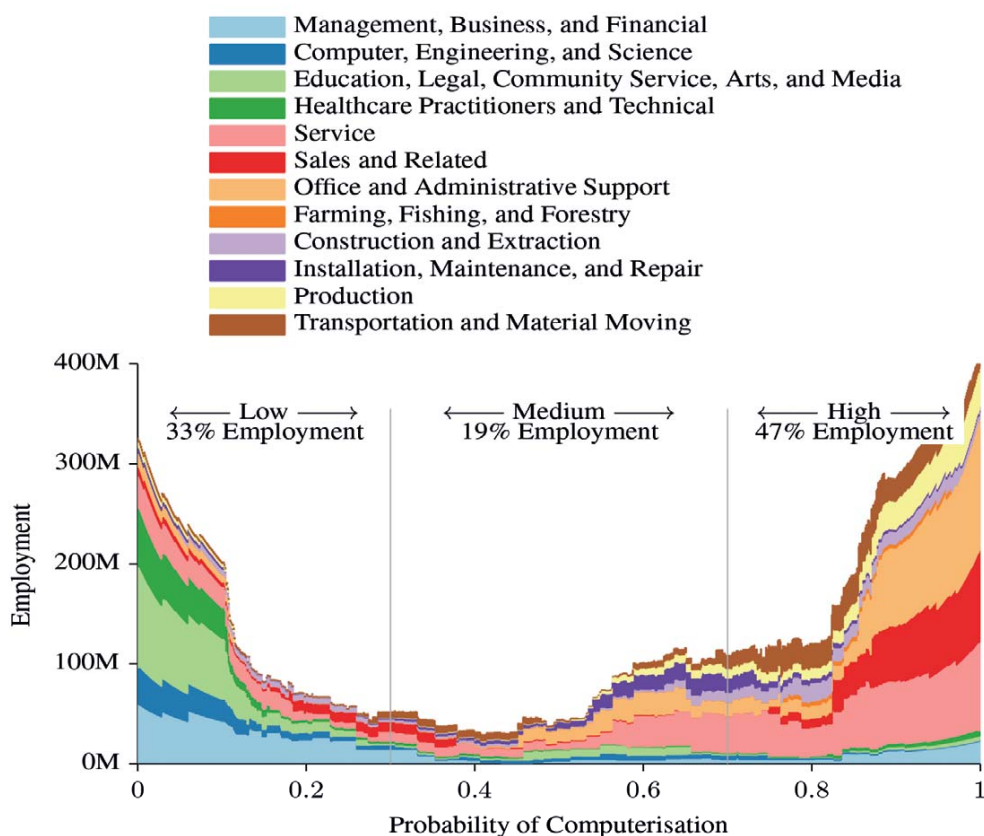 Management, Business, and Financial
Computer, Engineering, and Science
Education, Legal, Community Service, Arts, and Media
Healthcare Practitioners and Technical
Service
Sales and Related
Office and Administrative Support
Farming, Fishing, and Forestry
Construction and Extraction
Installation, Maintenance, and Repair
Production
Transportation and Material Moving
400M
Low
Medium
High
33% Employment
19% Employment
47% Employment
300M
200M
100M
0M
Employment
0
0.2
0.4
0.6
0.8
1
Probability of Computerisation